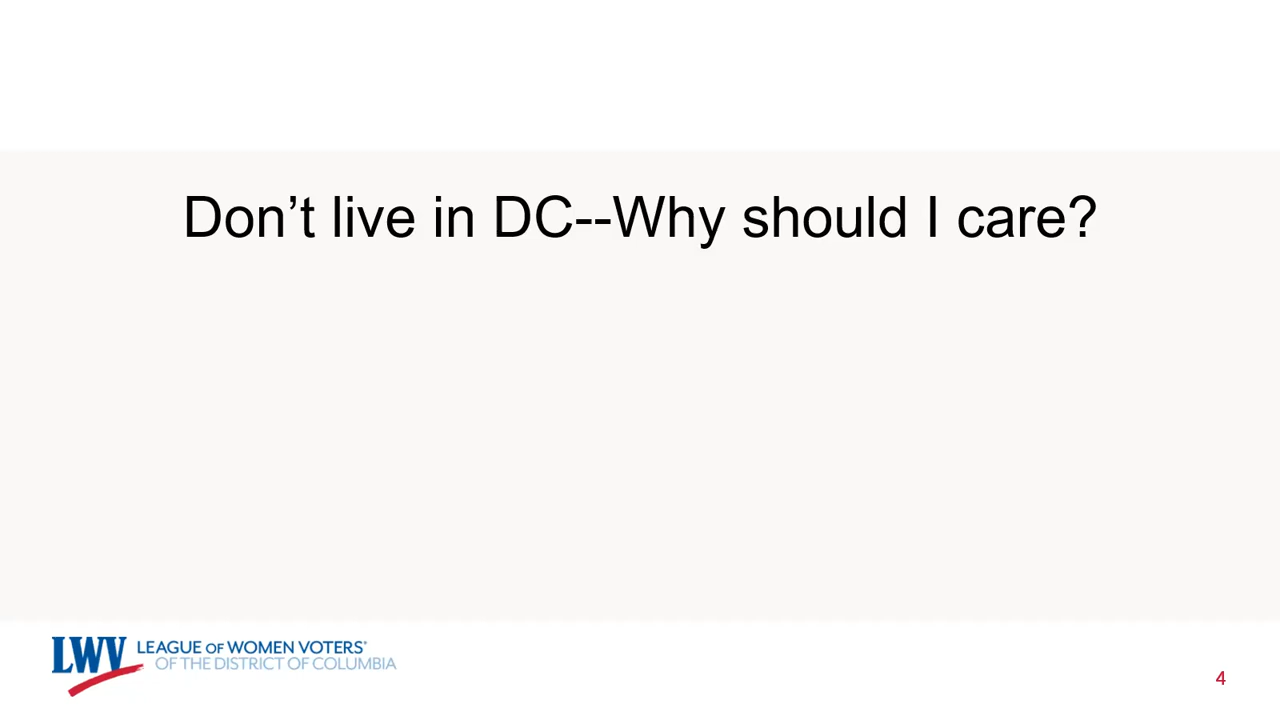 Don’t live in DC--Why should I care?
LWV LEAGUE OF WOMEN VOTERS®
OF THE DISTRICT OF COLUMBIA
4